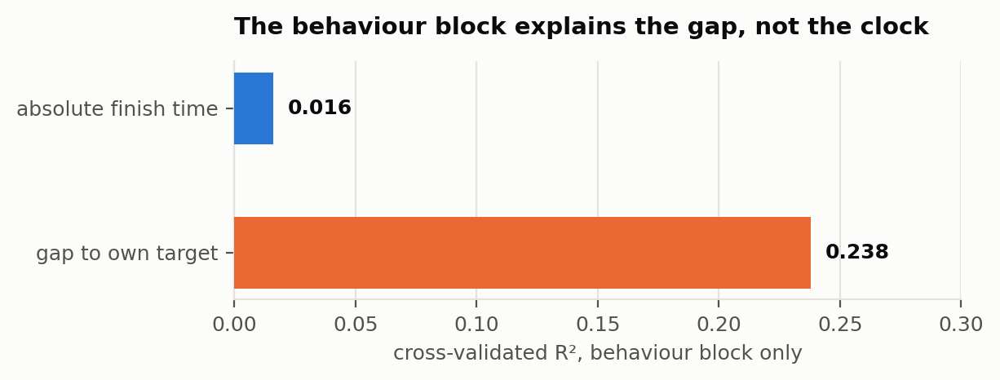 The behaviour block explains the gap, not the clock
absolute finish time
0.016
gap to own target
0.238
0.00 0.05 0.10 0.15 0.20 0.25 0.30
cross-validated R², behaviour block only